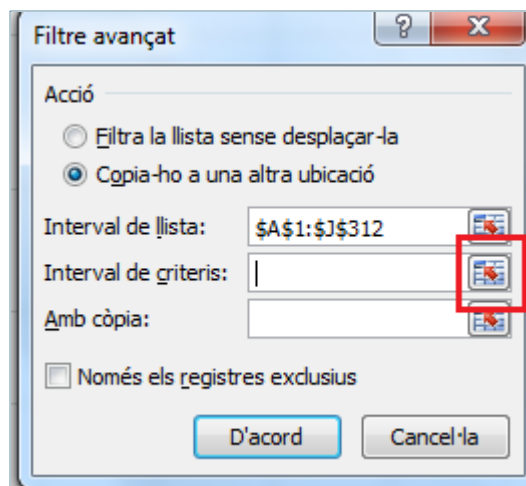 Filtre avançat
Acció
Filtra la llista sense desplaçar-la
Copia-ho a una altra ubicació
Interval de llista: $A$1:$J$312
Interval de criteris:
Amb còpia:
Només els registres exclusius
D'acord Cancel·la